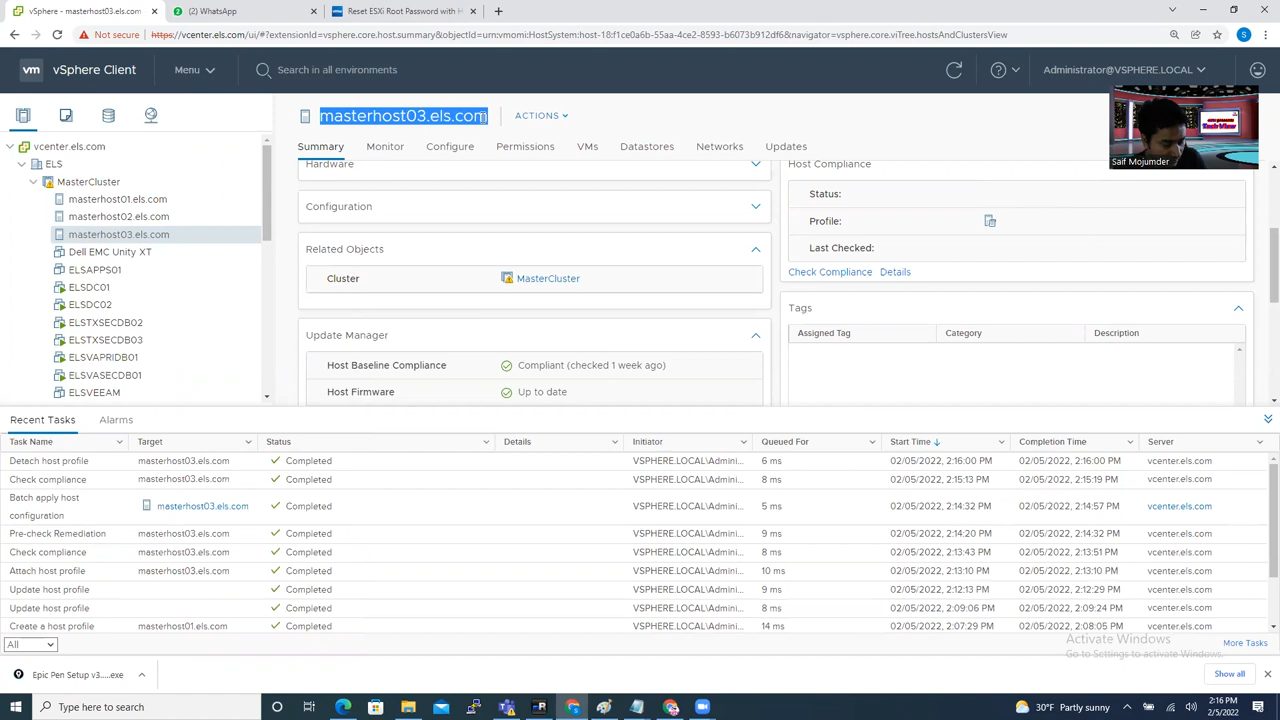 vSphere - masterhost03.els.com
(2) WhatsApp
Reset ESXi Root Password with H
Not secure
https://vcenter.els.com/ui/#?extensionId=vsphere.core.host.summary&objectId=urn:vmomi:HostSystem:host-18:f1ce0a6b-55aa-4ce2-8593-b6073b912df6&navigator=vsphere.core.viTree.hostsAndClustersView
S
vm vSphere Client
Menu
Search in all environments
Administrator@VSPHERE.LOCAL
masterhost03.els.com
ACTIONS
Saif Mojumder
vcenter.els.com
ELS
MasterCluster
masterhost01.els.com
masterhost02.els.com
masterhost03.els.com
Dell EMC Unity XT
ELSAPPS01
ELSDC01
ELSDC02
ELSTXSECDB02
ELSTXSECDB03
ELSVAPRIDB01
ELSVASECDB01
ELSVEEAM
Summary Monitor Configure Permissions VMs Datastores Networks Updates
Hardware
Configuration
Related Objects
Cluster MasterCluster
Update Manager
Host Baseline Compliance Compliant (checked 1 week ago)
Host Firmware Up to date
Host Compliance
Status:
Profile:
Last Checked:
Check Compliance Details
Tags
Assigned Tag Category Description
Recent Tasks Alarms
Task Name Target Status Details Initiator Queued For Start Time Completion Time Server
Detach host profile masterhost03.els.com Completed VSPHERE.LOCAL\Admini... 6 ms 02/05/2022, 2:16:00 PM 02/05/2022, 2:16:00 PM vcenter.els.com
Check compliance masterhost03.els.com Completed VSPHERE.LOCAL\Admini... 8 ms 02/05/2022, 2:15:13 PM 02/05/2022, 2:15:19 PM vcenter.els.com
Batch apply host
configuration masterhost03.els.com Completed VSPHERE.LOCAL\Admini... 5 ms 02/05/2022, 2:14:32 PM 02/05/2022, 2:14:57 PM vcenter.els.com
Pre-check Remediation masterhost03.els.com Completed VSPHERE.LOCAL\Admini... 9 ms 02/05/2022, 2:14:20 PM 02/05/2022, 2:14:32 PM vcenter.els.com
Check compliance masterhost03.els.com Completed VSPHERE.LOCAL\Admini... 8 ms 02/05/2022, 2:13:43 PM 02/05/2022, 2:13:51 PM vcenter.els.com
Attach host profile masterhost03.els.com Completed VSPHERE.LOCAL\Admini... 10 ms 02/05/2022, 2:13:10 PM 02/05/2022, 2:13:10 PM vcenter.els.com
Update host profile Completed VSPHERE.LOCAL\Admini... 9 ms 02/05/2022, 2:12:13 PM 02/05/2022, 2:12:29 PM vcenter.els.com
Update host profile Completed VSPHERE.LOCAL\Admini... 8 ms 02/05/2022, 2:09:06 PM 02/05/2022, 2:09:24 PM vcenter.els.com
Create a host profile masterhost01.els.com Completed VSPHERE.LOCAL\Admini... 14 ms 02/05/2022, 2:07:29 PM 02/05/2022, 2:08:05 PM vcenter.els.com
All
More Tasks
Activate Windows
Go to Settings to activate Windows.
Epic Pen Setup v3.....exe
Show all
Type here to search
30°F Partly sunny
2:16 PM
2/5/2022